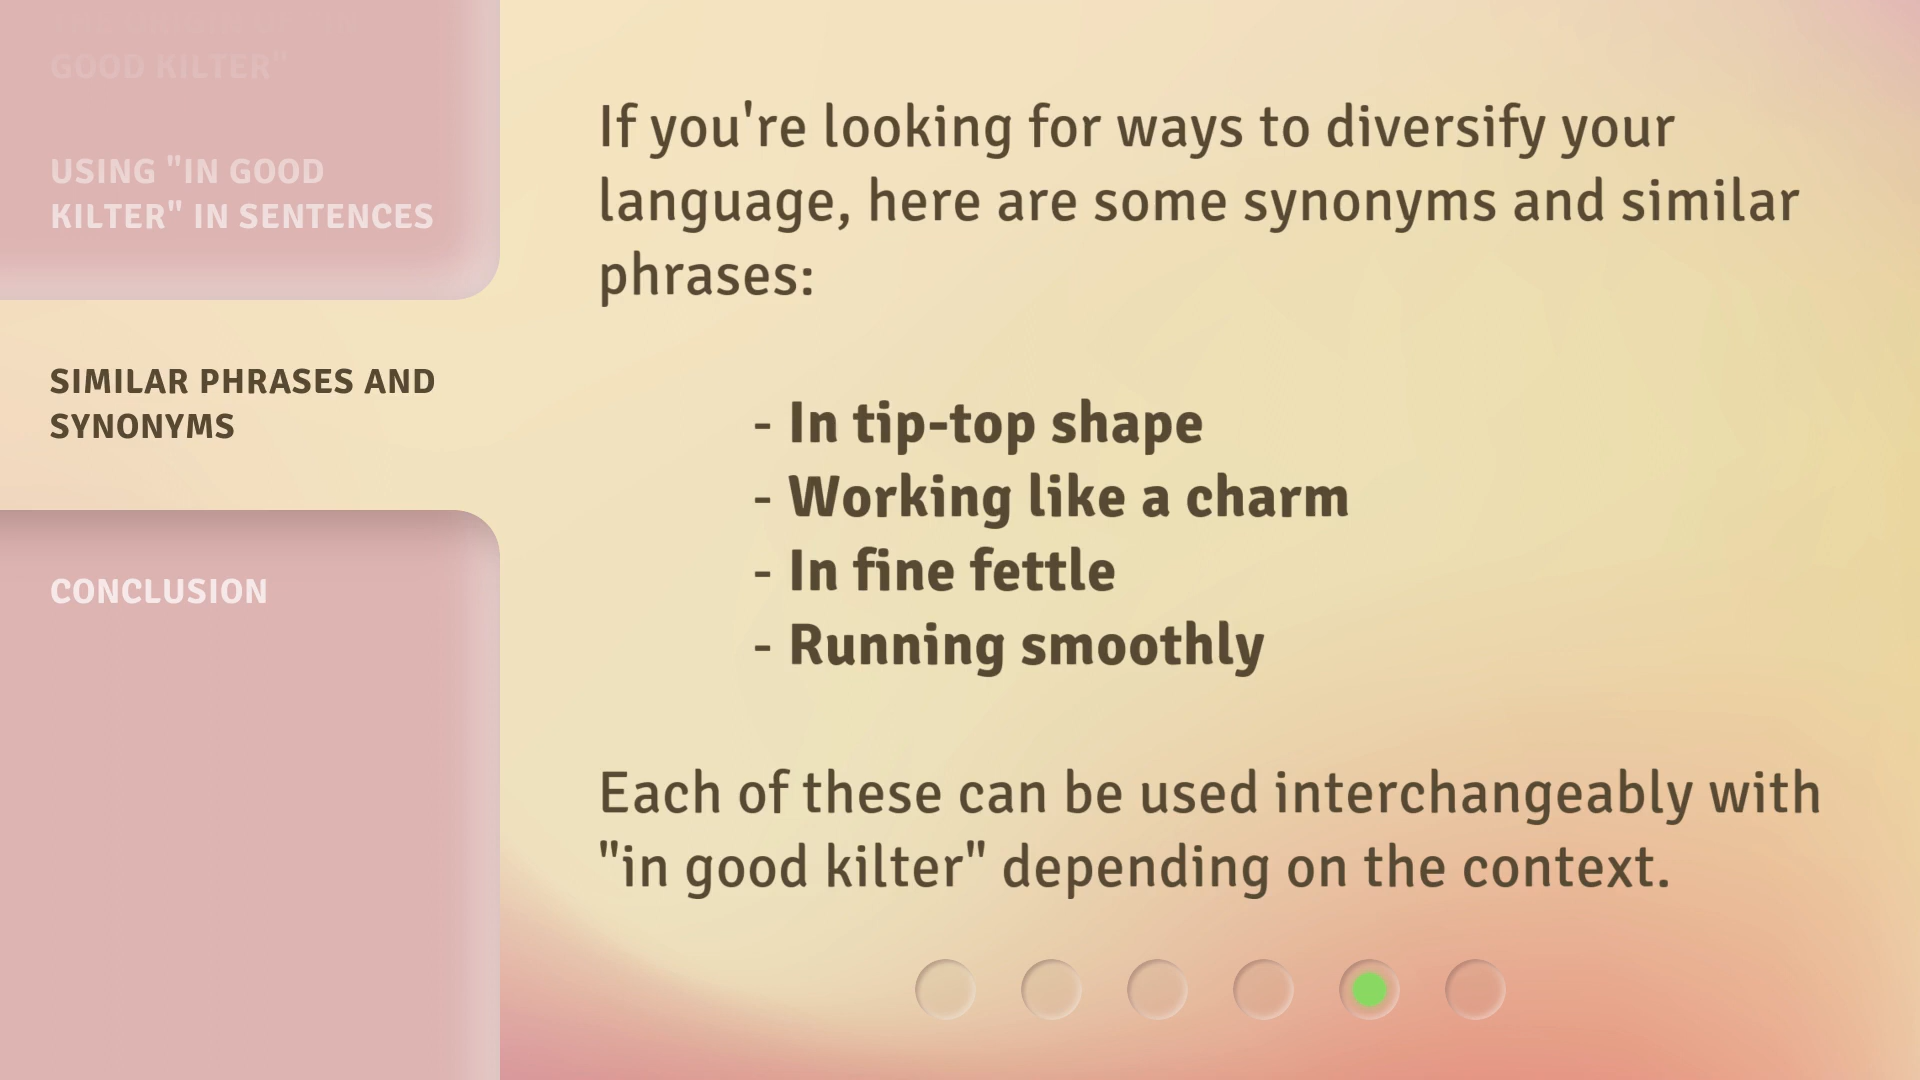 GOOD KILTER"
USING "IN GOOD
KILTER" IN SENTENCES
SIMILAR PHRASES AND
SYNONYMS
CONCLUSION
If you're looking for ways to diversify your
language, here are some synonyms and similar
phrases:
- In tip-top shape
- Working like a charm
- In fine fettle
- Running smoothly
Each of these can be used interchangeably with
"in good kilter" depending on the context.